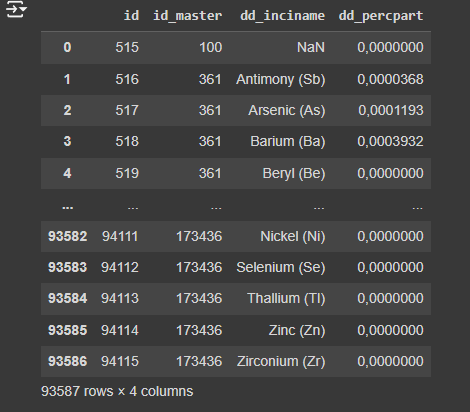 id id_master dd_inciname dd_percpart
0 515 100 NaN 0,0000000
1 516 361 Antimony (Sb) 0,0000368
2 517 361 Arsenic (As) 0,0001193
3 518 361 Barium (Ba) 0,0003932
4 519 361 Beryl (Be) 0,0000000
... ... ... ... ...
93582 94111 173436 Nickel (Ni) 0,0000000
93583 94112 173436 Selenium (Se) 0,0000000
93584 94113 173436 Thallium (Tl) 0,0000000
93585 94114 173436 Zinc (Zn) 0,0000000
93586 94115 173436 Zirconium (Zr) 0,0000000
93587 rows × 4 columns